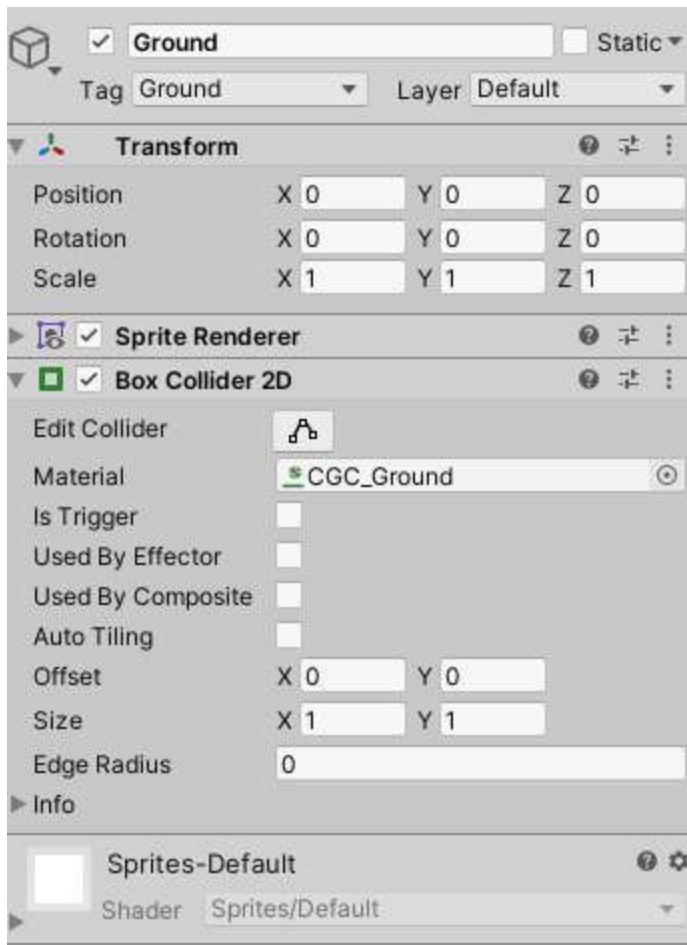 Ground Static
Tag Ground Layer Default
Transform
Position X 0 Y 0 Z 0
Rotation X 0 Y 0 Z 0
Scale X 1 Y 1 Z 1
Sprite Renderer
Box Collider 2D
Edit Collider
Material CGC_Ground
Is Trigger
Used By Effector
Used By Composite
Auto Tiling
Offset X 0 Y 0
Size X 1 Y 1
Edge Radius 0
Info
Sprites-Default
Shader Sprites/Default